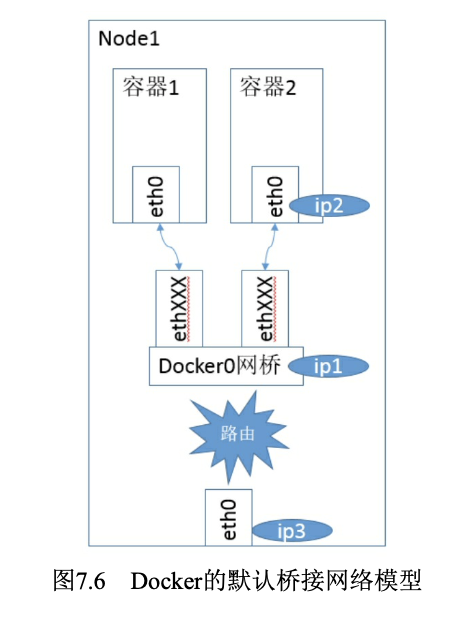 Node1
容器1 容器2
eth0 eth0
ip2
ethXXX ethXXX
Docker0网桥 ip1
路由
eth0
ip3
图7.6 Docker的默认桥接网络模型